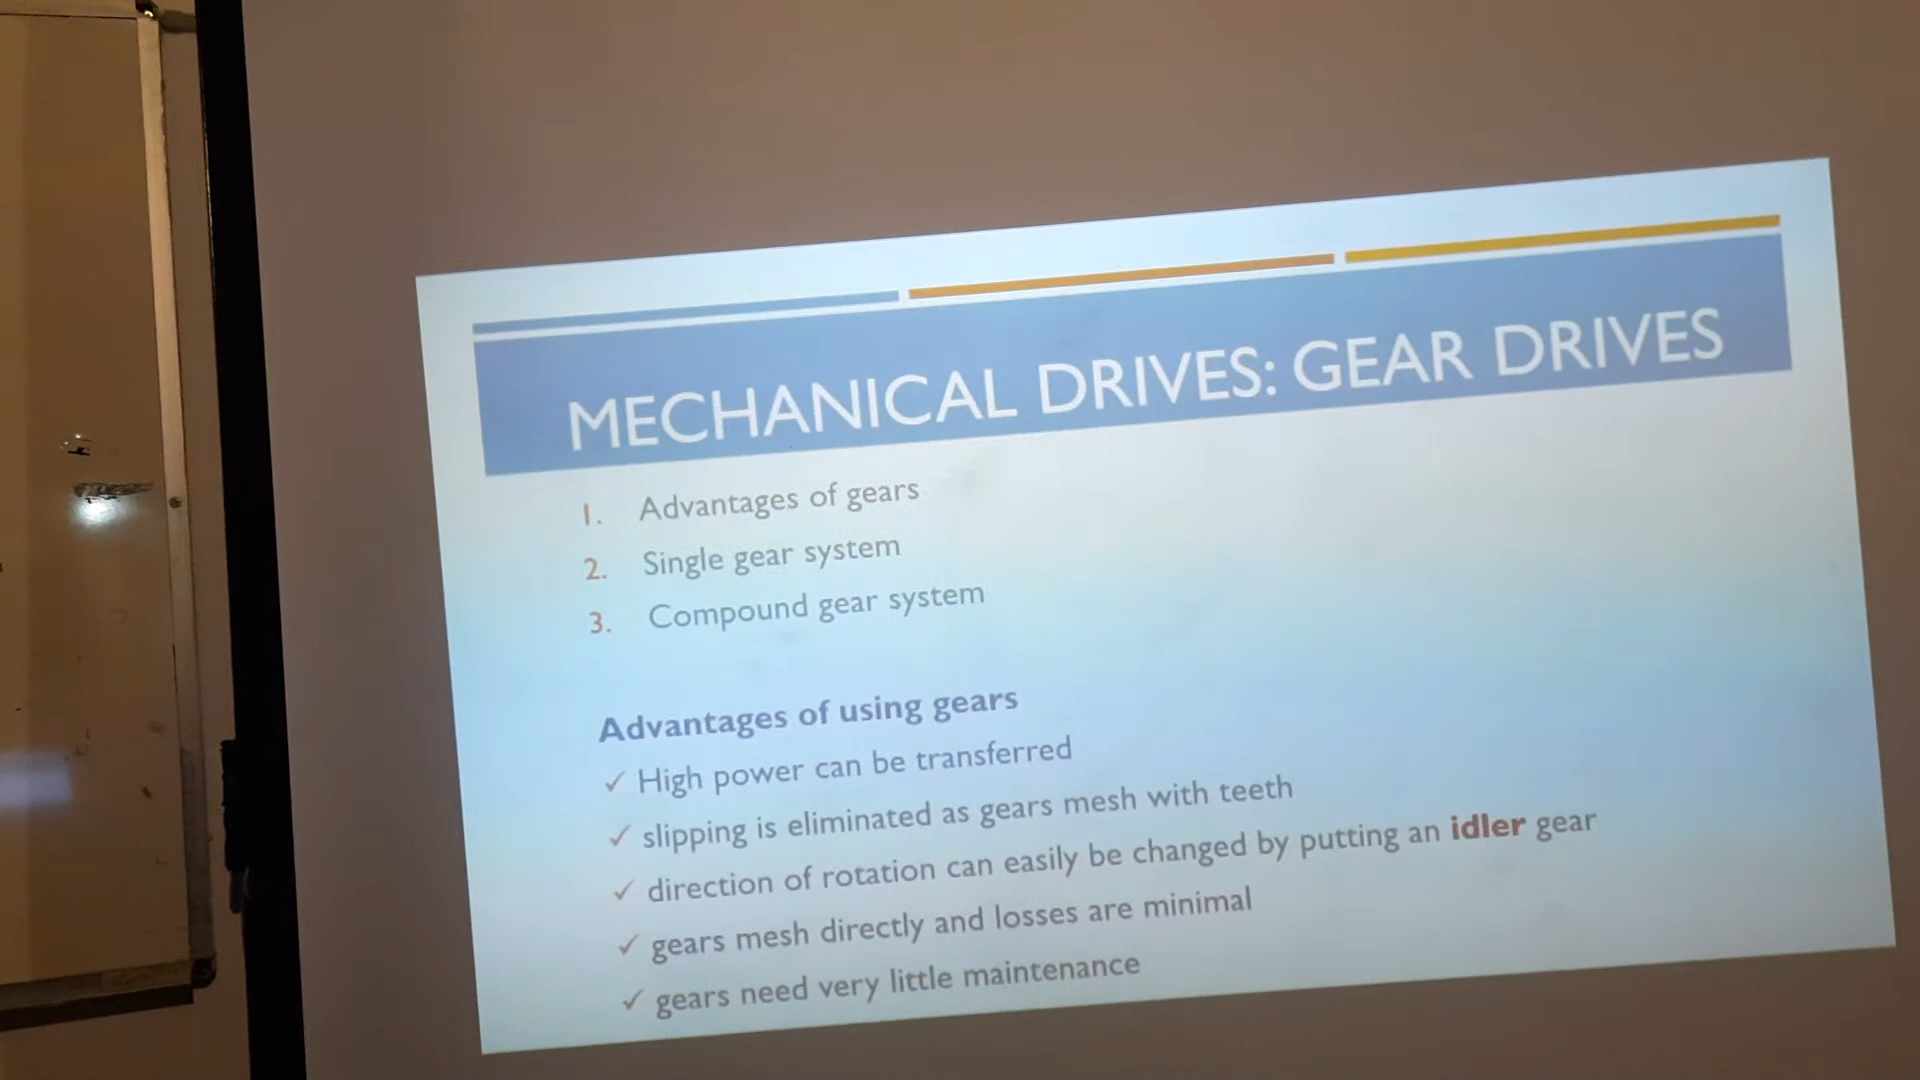 MECHANICAL DRIVES: GEAR DRIVES
1. Advantages of gears
2. Single gear system
3. Compound gear system
Advantages of using gears
✓ High power can be transferred
✓ slipping is eliminated as gears mesh with teeth
✓ direction of rotation can easily be changed by putting an idler gear
✓ gears mesh directly and losses are minimal
✓ gears need very little maintenance